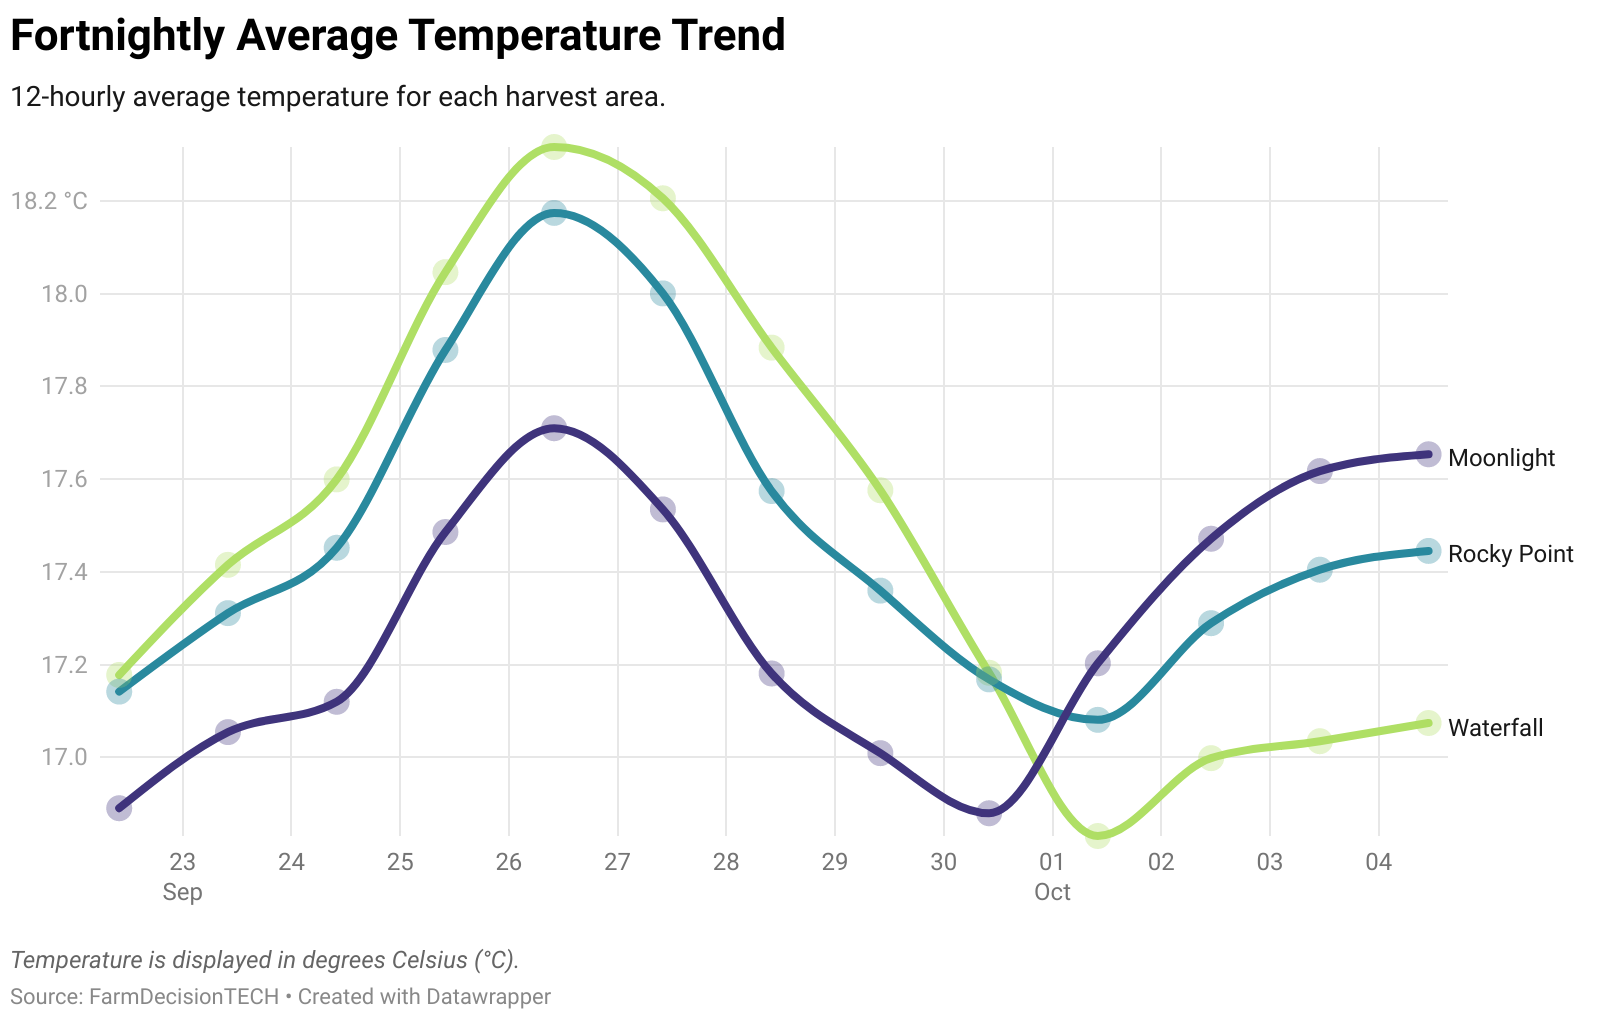 Fortnightly Average Temperature Trend
12-hourly average temperature for each harvest area.
18.2 °C
18.0
17.8
17.6
17.4
17.2
17.0
Moonlight
Rocky Point
Waterfall
23 24 25 26 27 28 29 30 01 02 03 04
Sep Oct
Temperature is displayed in degrees Celsius (°C).
Source: FarmDecisionTECH • Created with Datawrapper